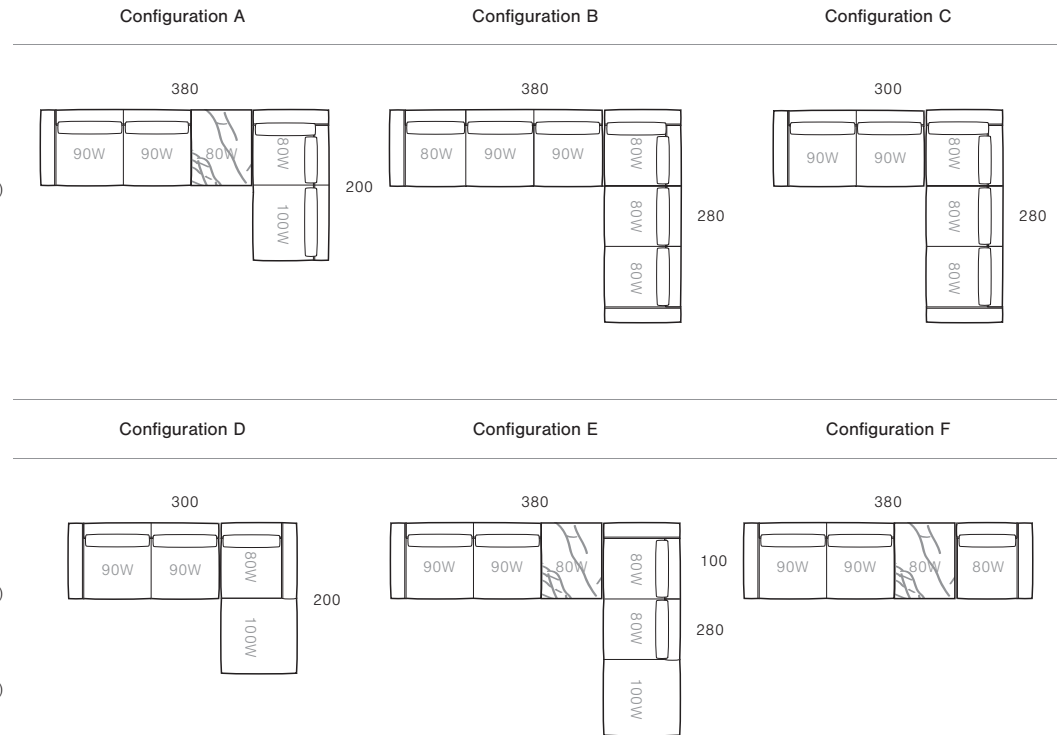 Configuration A
Configuration B
Configuration C
380
380
300
90W 90W 80W 80W
100W
200
80W 90W 90W 80W
80W
80W
280
90W 90W 80W
80W
80W
280
)
Configuration D
Configuration E
Configuration F
300
380
380
90W 90W 80W
100W
200
90W 90W 80W 80W
80W
100W
280
100
90W 90W 80W 80W
)
)